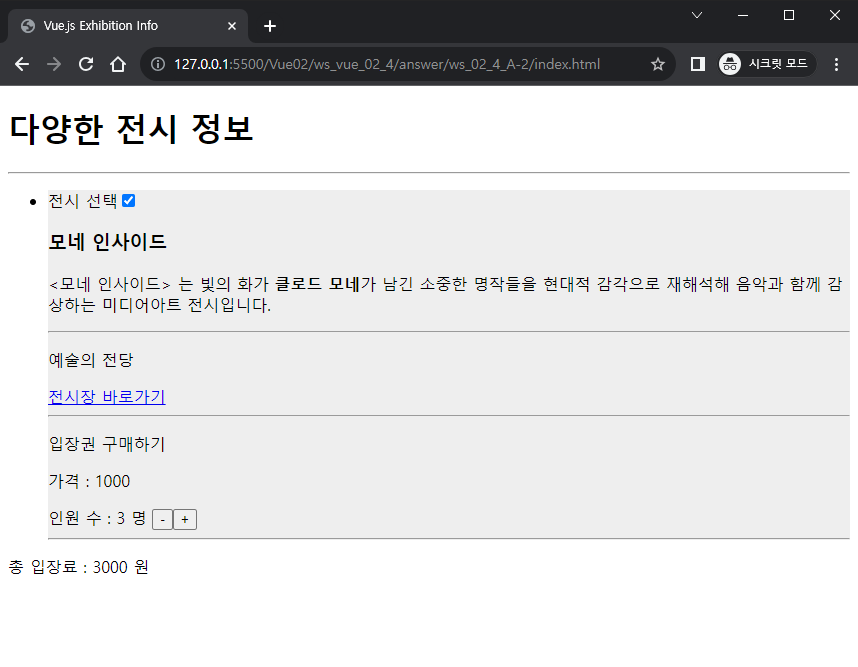 Vue.js Exhibition Info
127.0.0.1:5500/Vue02/ws_vue_02_4/answer/ws_02_4_A-2/index.html
시크릿 모드
다양한 전시 정보
전시 선택
모네 인사이드
<모네 인사이드> 는 빛의 화가 클로드 모네가 남긴 소중한 명작들을 현대적 감각으로 재해석해 음악과 함께 감
상하는 미디어아트 전시입니다.
예술의 전당
전시장 바로가기
입장권 구매하기
가격 : 1000
인원 수 : 3 명 - +
총 입장료 : 3000 원